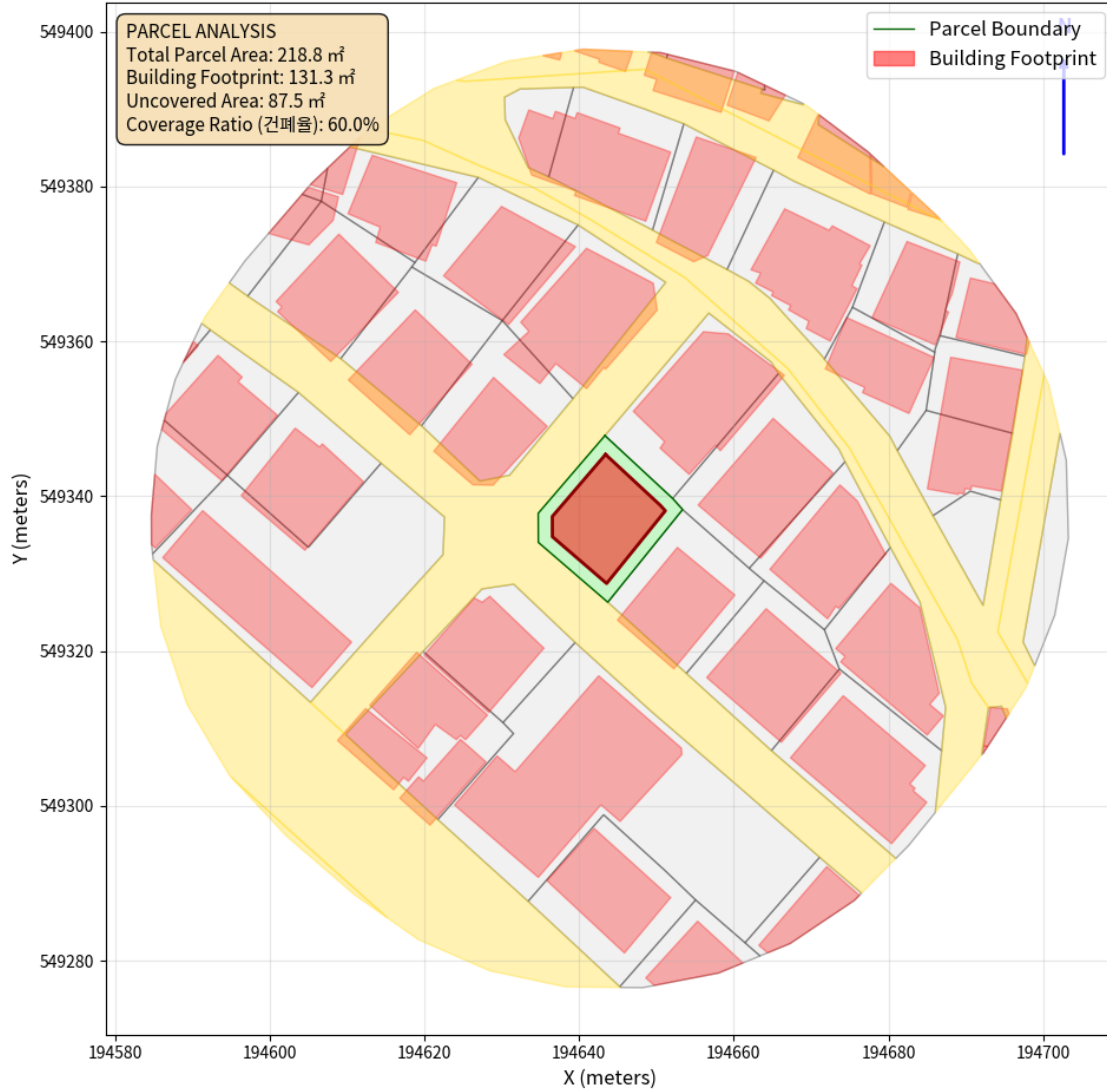 PARCEL ANALYSIS
Total Parcel Area: 218.8 ㎡
Building Footprint: 131.3 ㎡
Uncovered Area: 87.5 ㎡
Coverage Ratio (건폐율): 60.0%
Parcel Boundary
Building Footprint
N
549400
549380
549360
549340
549320
549300
549280
Y (meters)
194580
194600
194620
194640
194660
194680
194700
X (meters)